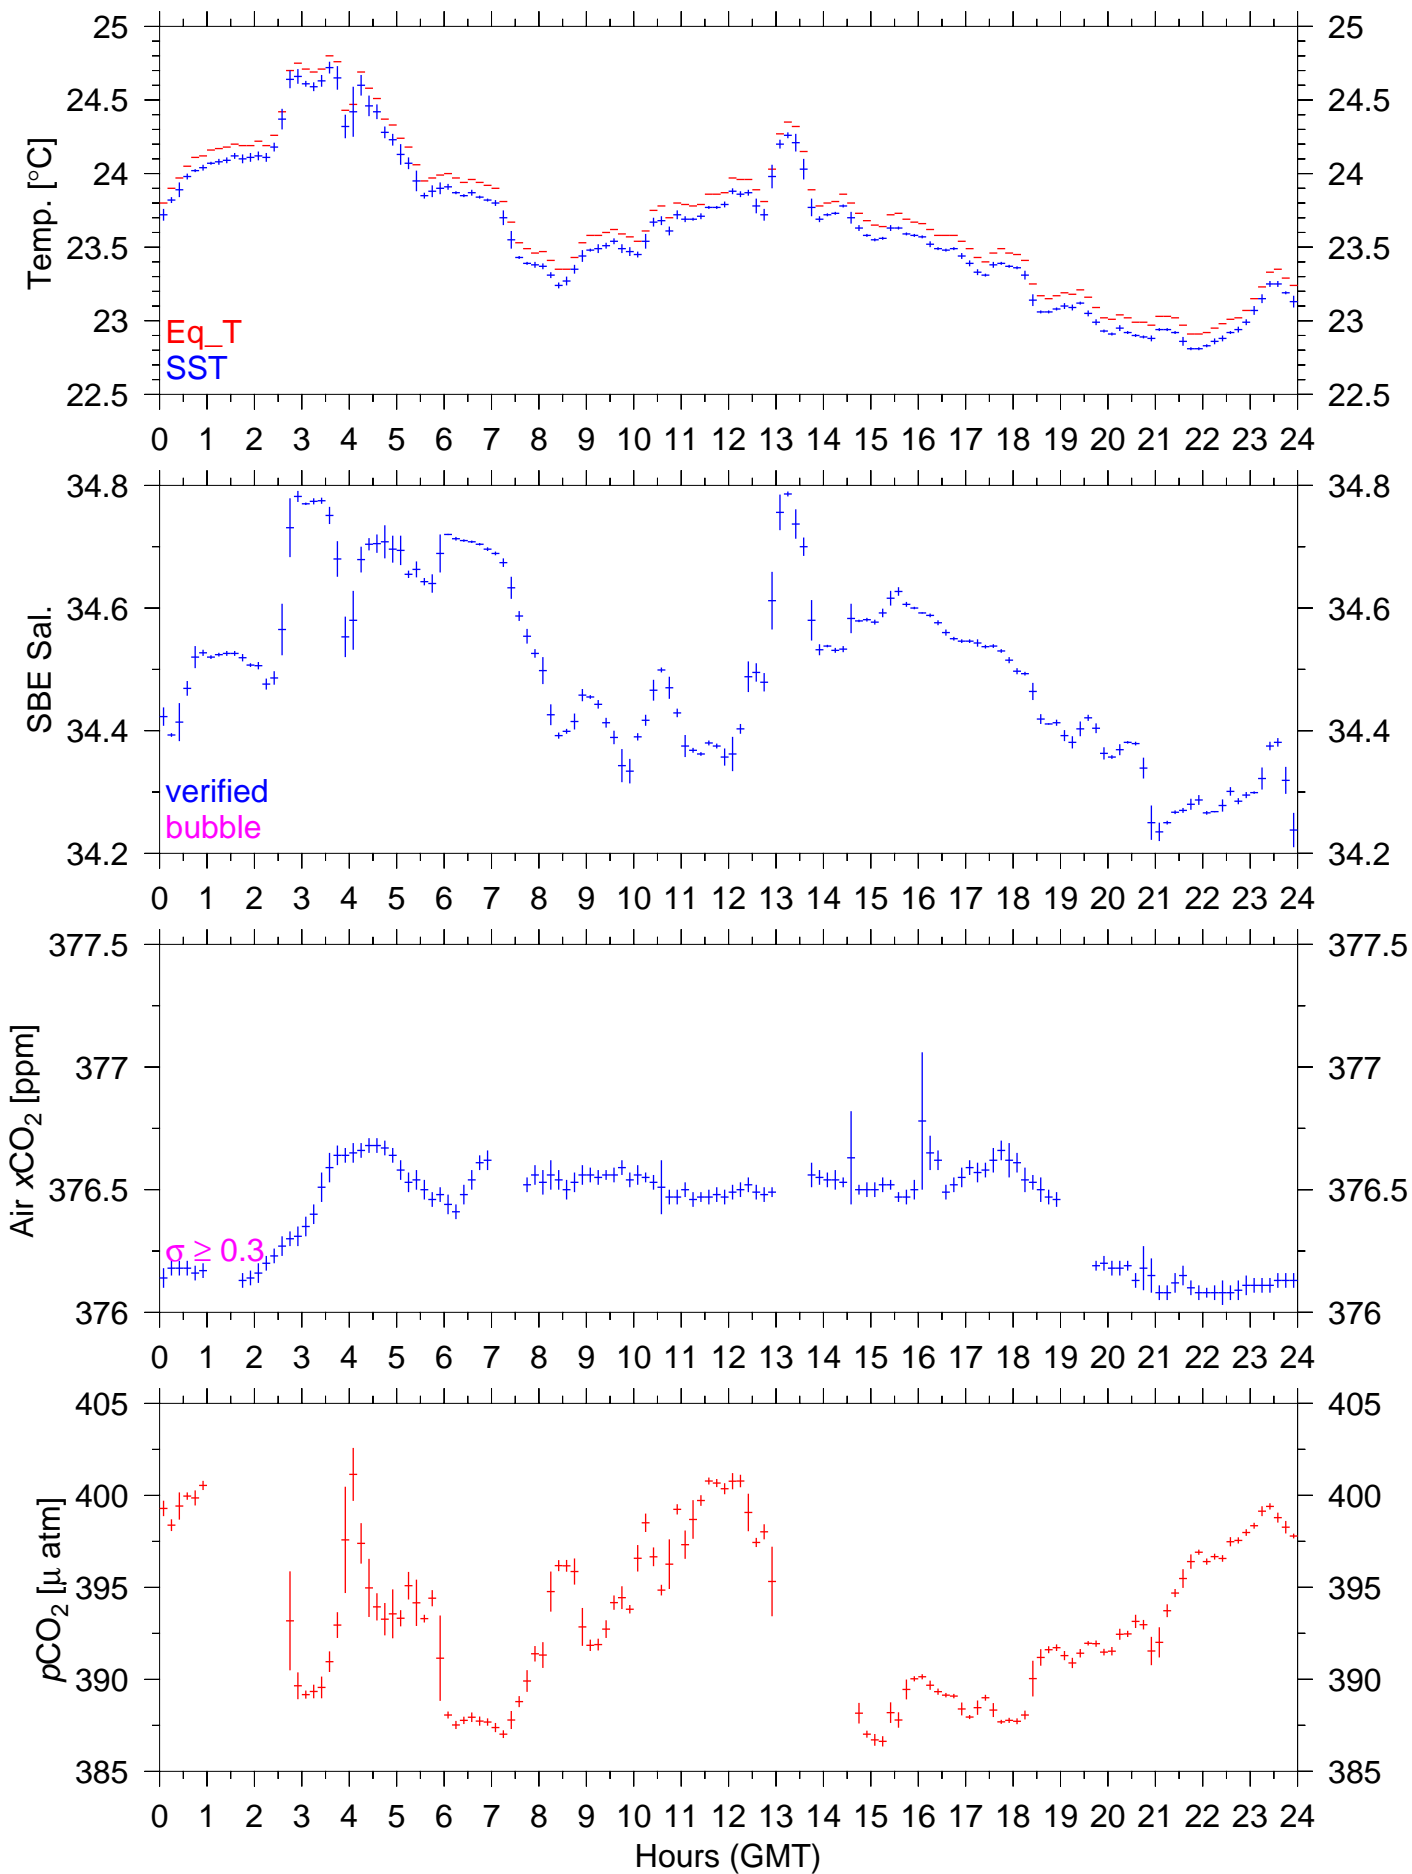 25 25
24.5 24.5
24 24
23.5 23.5
23 23
22.5 22.5
Temp. [°C]
Eq_T
SST
0 1 2 3 4 5 6 7 8 9 10 11 12 13 14 15 16 17 18 19 20 21 22 23 24
34.8 34.8
34.6 34.6
34.4 34.4
34.2 34.2
SBE Sal.
verified
bubble
0 1 2 3 4 5 6 7 8 9 10 11 12 13 14 15 16 17 18 19 20 21 22 23 24
377.5 377.5
377 377
376.5 376.5
376 376
Air xCO₂ [ppm]
σ ≥ 0.3
0 1 2 3 4 5 6 7 8 9 10 11 12 13 14 15 16 17 18 19 20 21 22 23 24
405 405
400 400
395 395
390 390
385 385
pCO₂ [μ atm]
0 1 2 3 4 5 6 7 8 9 10 11 12 13 14 15 16 17 18 19 20 21 22 23 24
Hours (GMT)